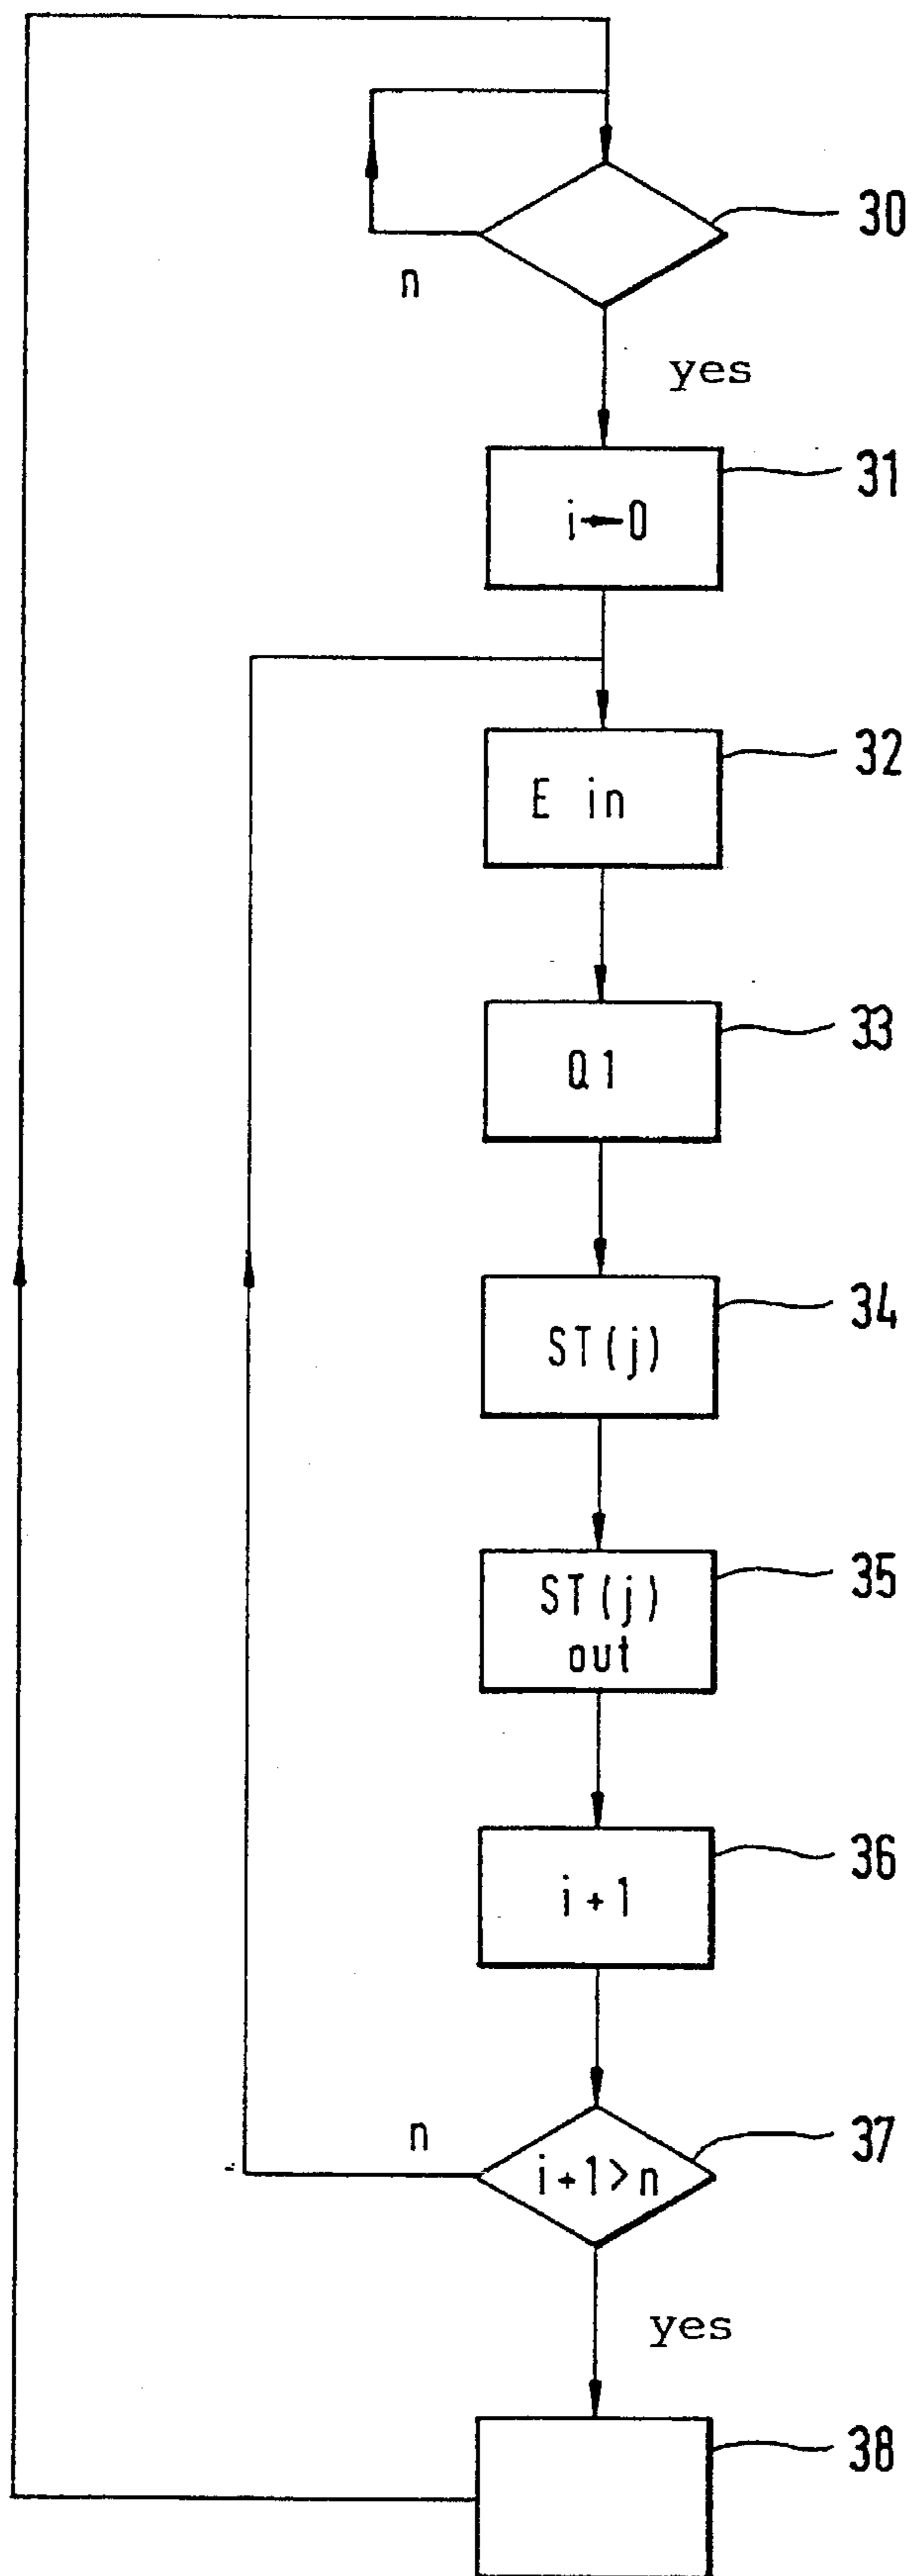 30
n
yes
31
i←0
32
E in
33
Q1
34
ST(j)
35
ST(j)
out
36
i+1
37
n
i+1>n
yes
38